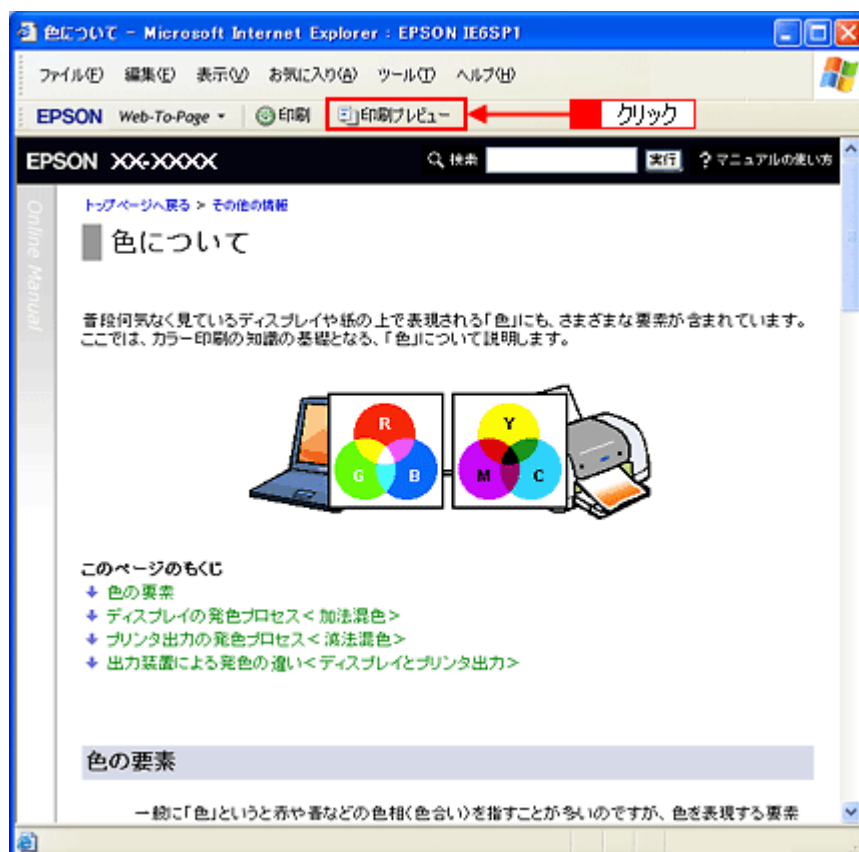 色について - Microsoft Internet Explorer : EPSON IE6SP1
ファイル(F) 編集(E) 表示(V) お気に入り(A) ツール(T) ヘルプ(H)
EPSON Web-To-Page 印刷 印刷プレビュー クリック
EPSON XX-XXXX 検索 実行 ? マニュアルの使い方
Online Manual
トップページへ戻る > その他の情報
色について
普段何気なく見ているディスプレイや紙の上で表現される「色」にも、さまざまな要素が含まれています。
ここでは、カラー印刷の知識の基礎となる、「色」について説明します。
R Y
G B M C
このページのもくじ
色の要素
ディスプレイの発色プロセス<加法混色>
プリンタ出力の発色プロセス<減法混色>
出力装置による発色の違い<ディスプレイとプリンタ出力>
色の要素
一般に「色」というと赤や青などの色相(色合い)を指すことが多いのですが、色を表現する要素